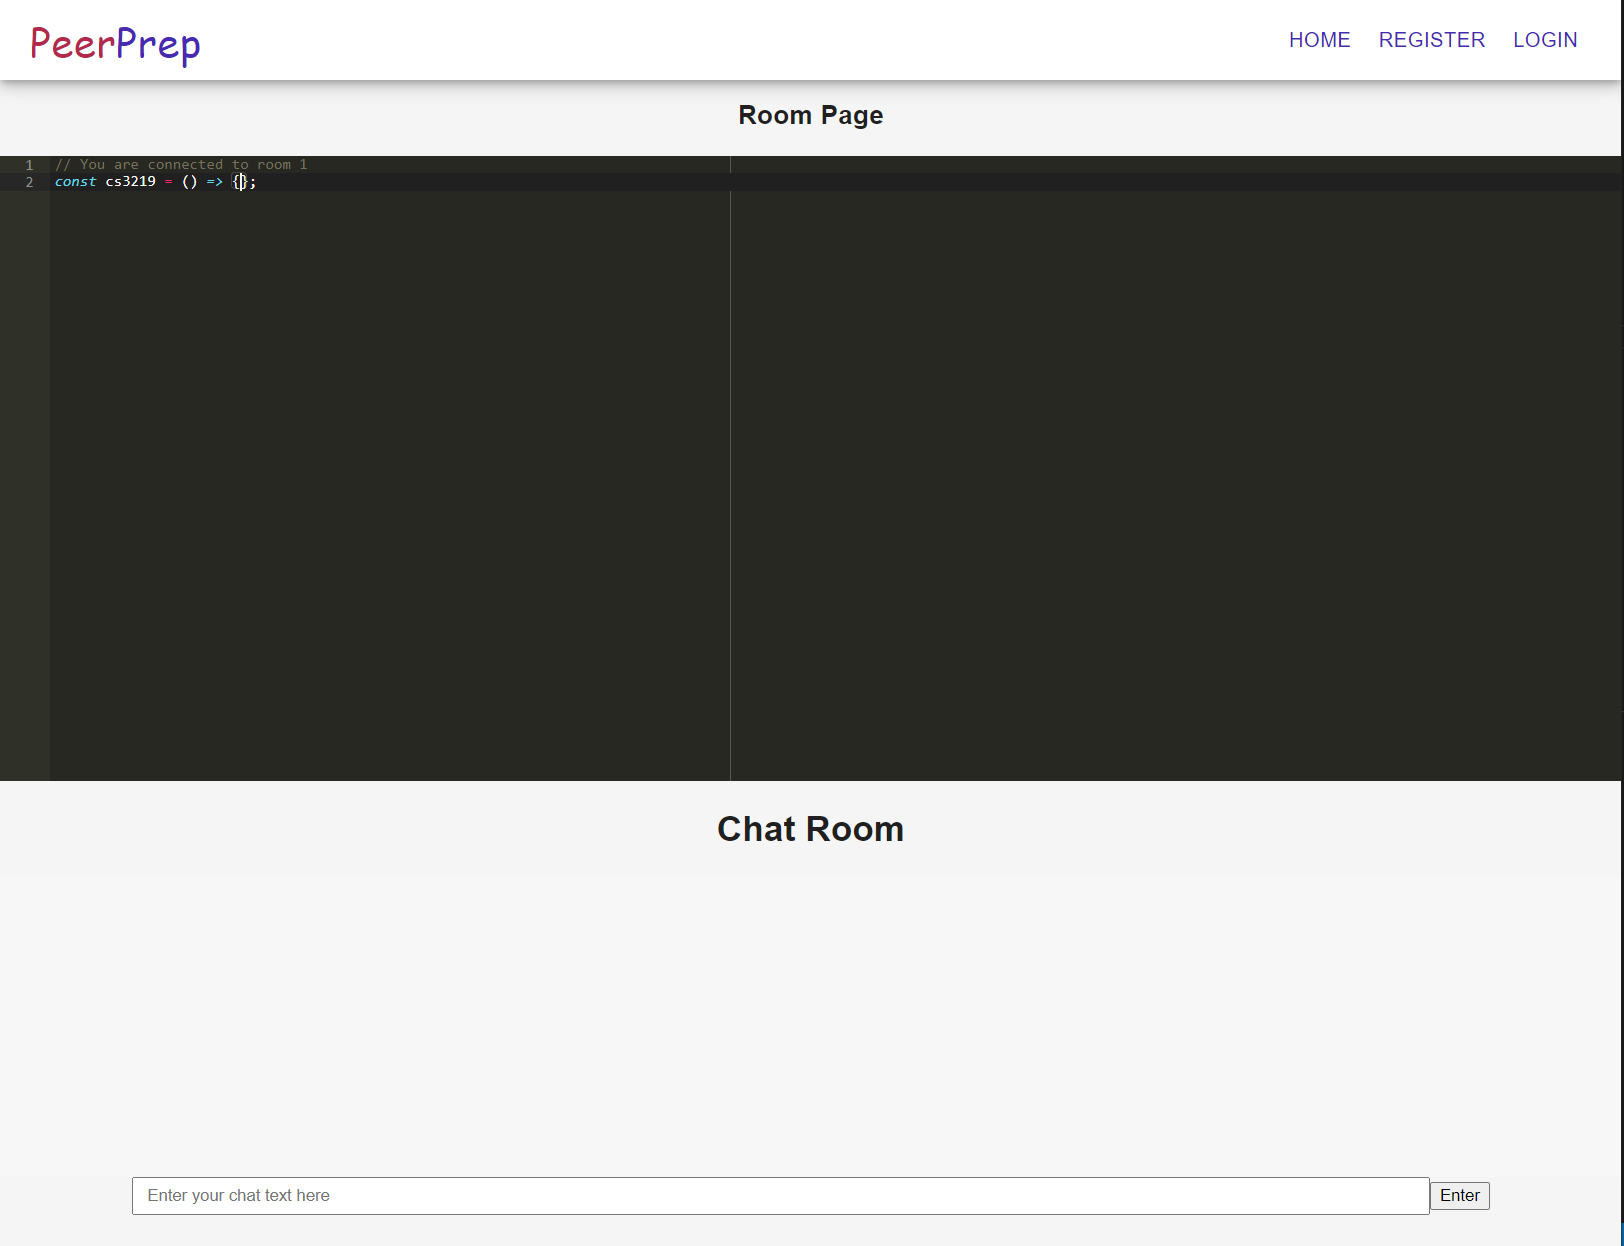 PeerPrep
HOME REGISTER LOGIN
Room Page
1 // You are connected to room 1
2 const cs3219 = () => {};
Chat Room
Enter your chat text here
Enter